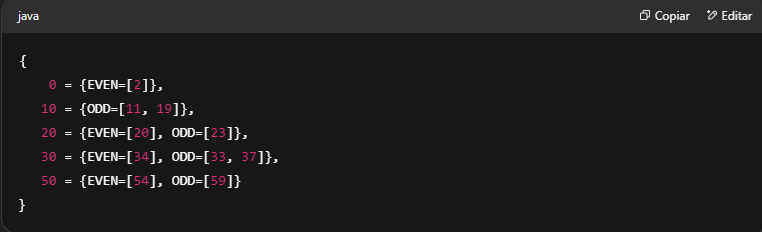 java
Copiar
Editar
{
0 = {EVEN=[2]},
10 = {ODD=[11, 19]},
20 = {EVEN=[20], ODD=[23]},
30 = {EVEN=[34], ODD=[33, 37]},
50 = {EVEN=[54], ODD=[59]}
}